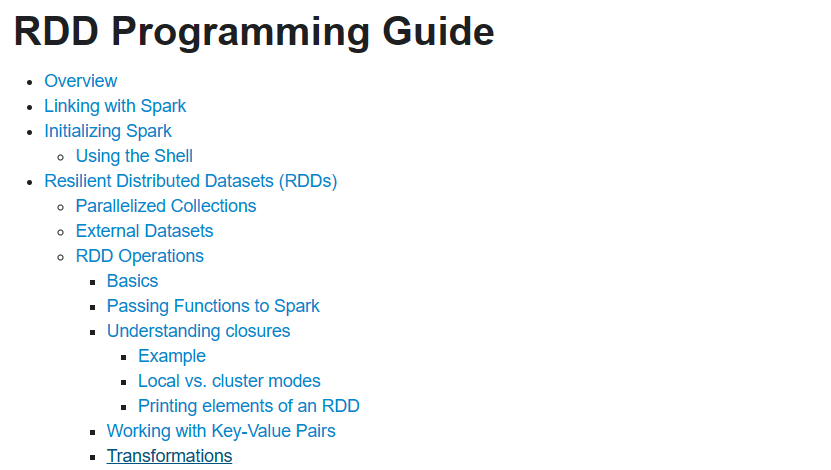 RDD Programming Guide
Overview
Linking with Spark
Initializing Spark
Using the Shell
Resilient Distributed Datasets (RDDs)
Parallelized Collections
External Datasets
RDD Operations
Basics
Passing Functions to Spark
Understanding closures
Example
Local vs. cluster modes
Printing elements of an RDD
Working with Key-Value Pairs
Transformations